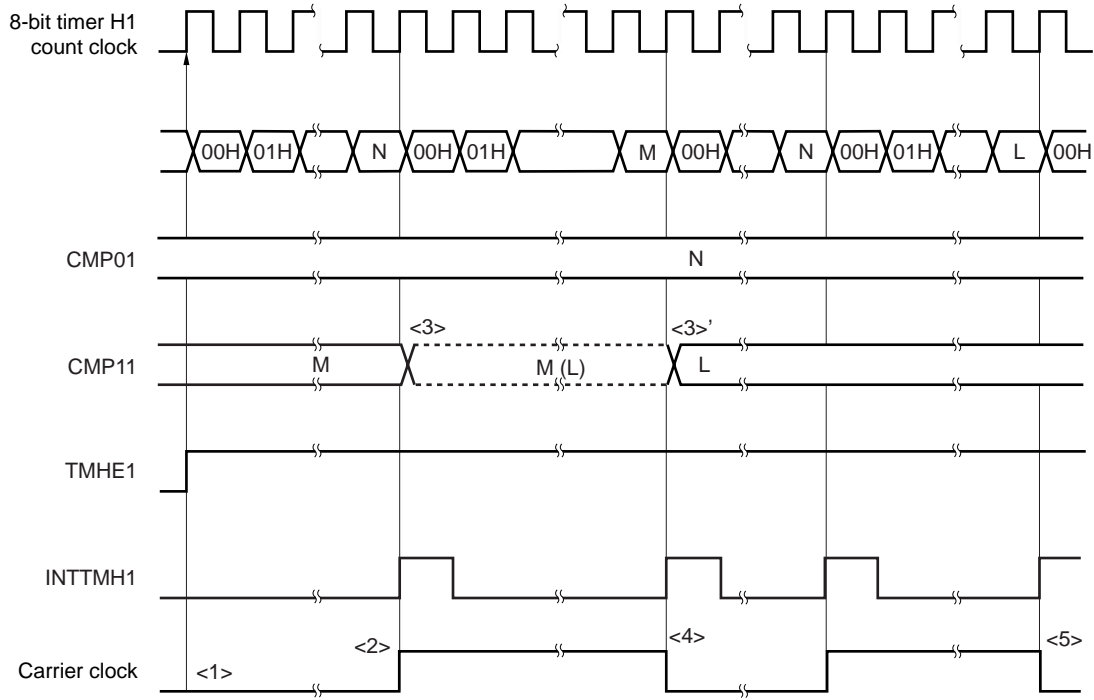 8-bit timer H1
count clock
00H 01H N 00H 01H M 00H N 00H 01H L 00H
CMP01 N
<3> <3>’
CMP11 M M (L) L
TMHE1
INTTMH1
<2> <4> <5>
Carrier clock <1>